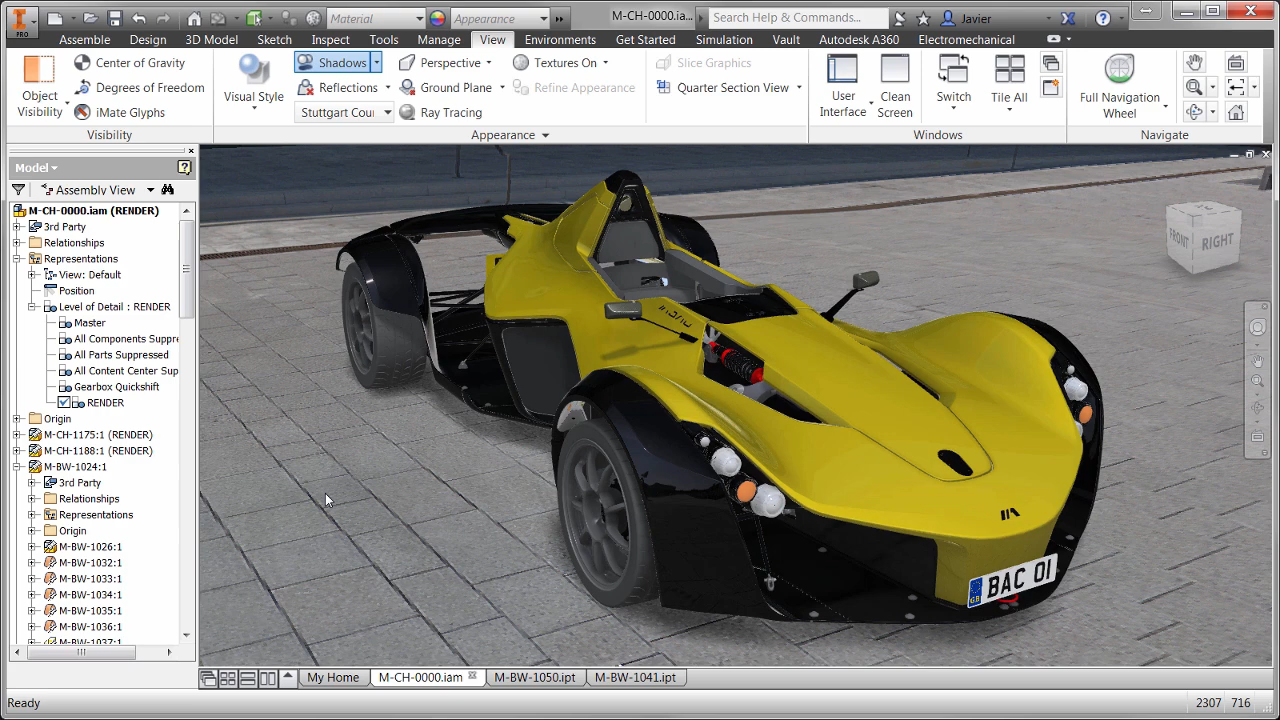 PRO
Material
Appearance
M-CH-0000.ia...
Search Help & Commands...
Javier
Assemble Design 3D Model Sketch Inspect Tools Manage View Environments Get Started Simulation Vault Autodesk A360 Electromechanical
Object Visibility
Center of Gravity
Degrees of Freedom
iMate Glyphs
Visibility
Visual Style
Shadows
Reflections
Stuttgart Cour
Perspective
Ground Plane
Ray Tracing
Textures On
Refine Appearance
Appearance
Slice Graphics
Quarter Section View
User Interface
Clean Screen
Switch
Tile All
Windows
Full Navigation Wheel
Navigate
Model
Assembly View
M-CH-0000.iam (RENDER)
3rd Party
Relationships
Representations
View: Default
Position
Level of Detail : RENDER
Master
All Components Suppre
All Parts Suppressed
All Content Center Sup
Gearbox Quickshift
RENDER
Origin
M-CH-1175:1 (RENDER)
M-CH-1188:1 (RENDER)
M-BW-1024:1
3rd Party
Relationships
Representations
Origin
M-BW-1026:1
M-BW-1032:1
M-BW-1033:1
M-BW-1034:1
M-BW-1035:1
M-BW-1036:1
M-BW-1037:1
FRONT
RIGHT
MONO
GB
BAC 01
My Home M-CH-0000.iam M-BW-1050.ipt M-BW-1041.ipt
Ready
2307 716